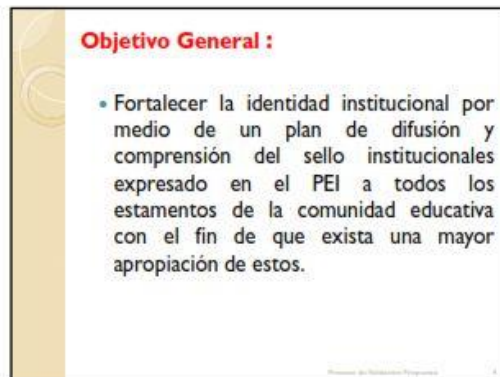 Objetivo General :
• Fortalecer la identidad institucional por
medio de un plan de difusión y
comprensión del sello institucionales
expresado en el PEI a todos los
estamentos de la comunidad educativa
con el fin de que exista una mayor
apropiación de estos.